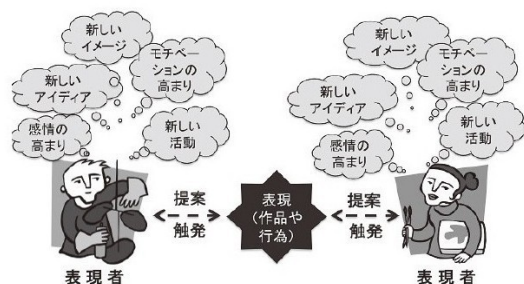 新しい
イメージ
モチベー
ションの
高まり
新しい
アイディア
感情の
高まり
新しい
活動
新しい
イメージ
モチベー
ションの
高まり
新しい
アイディア
感情の
高まり
新しい
活動
提案
触発
表現
(作品や
行為)
提案
触発
表現者
表現者